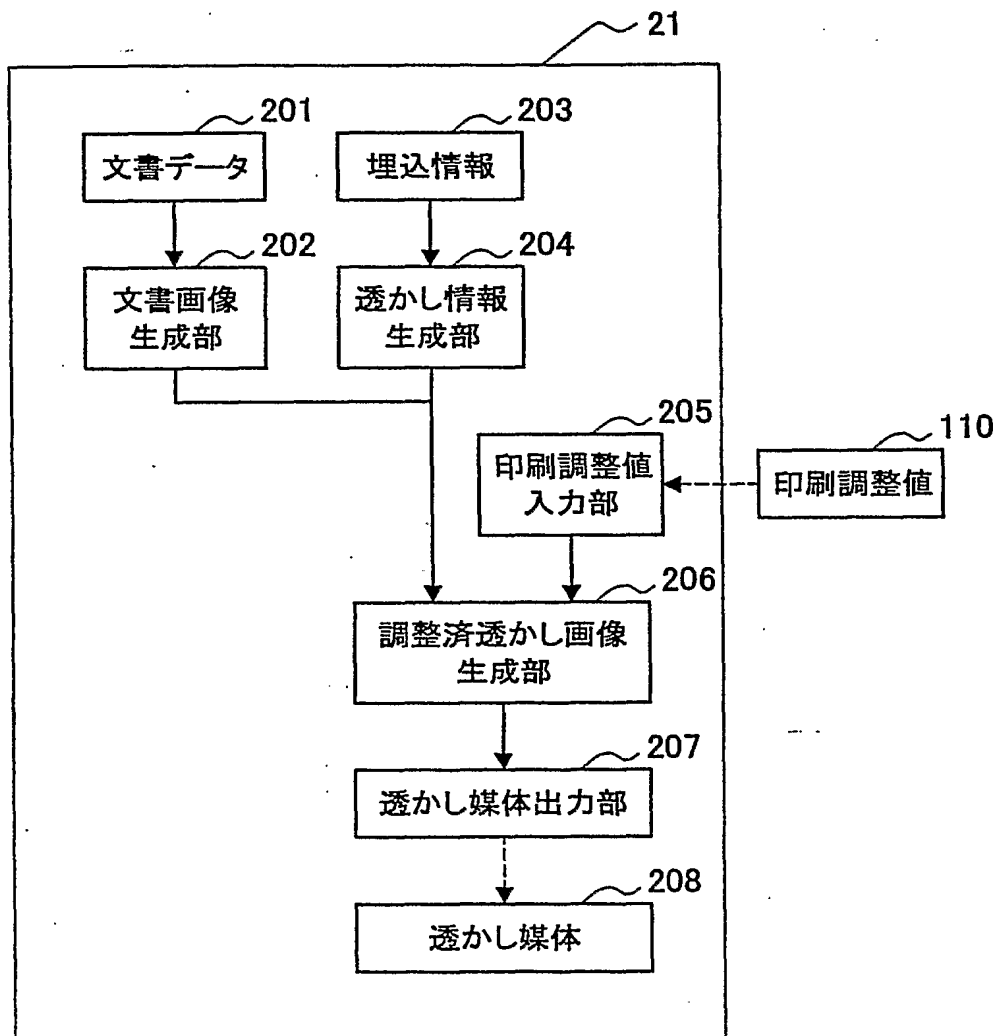 21
201
203
文書データ
埋込情報
202
204
文書画像
生成部
透かし情報
生成部
205
110
印刷調整値
入力部
印刷調整値
206
調整済透かし画像
生成部
207
透かし媒体出力部
208
透かし媒体